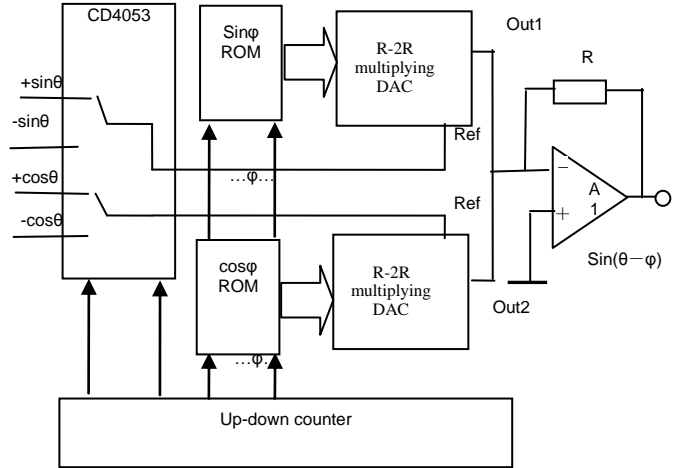 CD4053
Sinφ
ROM
R-2R
multiplying
DAC
Out1
R
+sinθ
-sinθ
+cosθ
-cosθ
Ref
...φ...
Ref
−
+
A
1
Sin(θ−φ)
cosφ
ROM
R-2R
multiplying
DAC
Out2
...φ...
Up-down counter